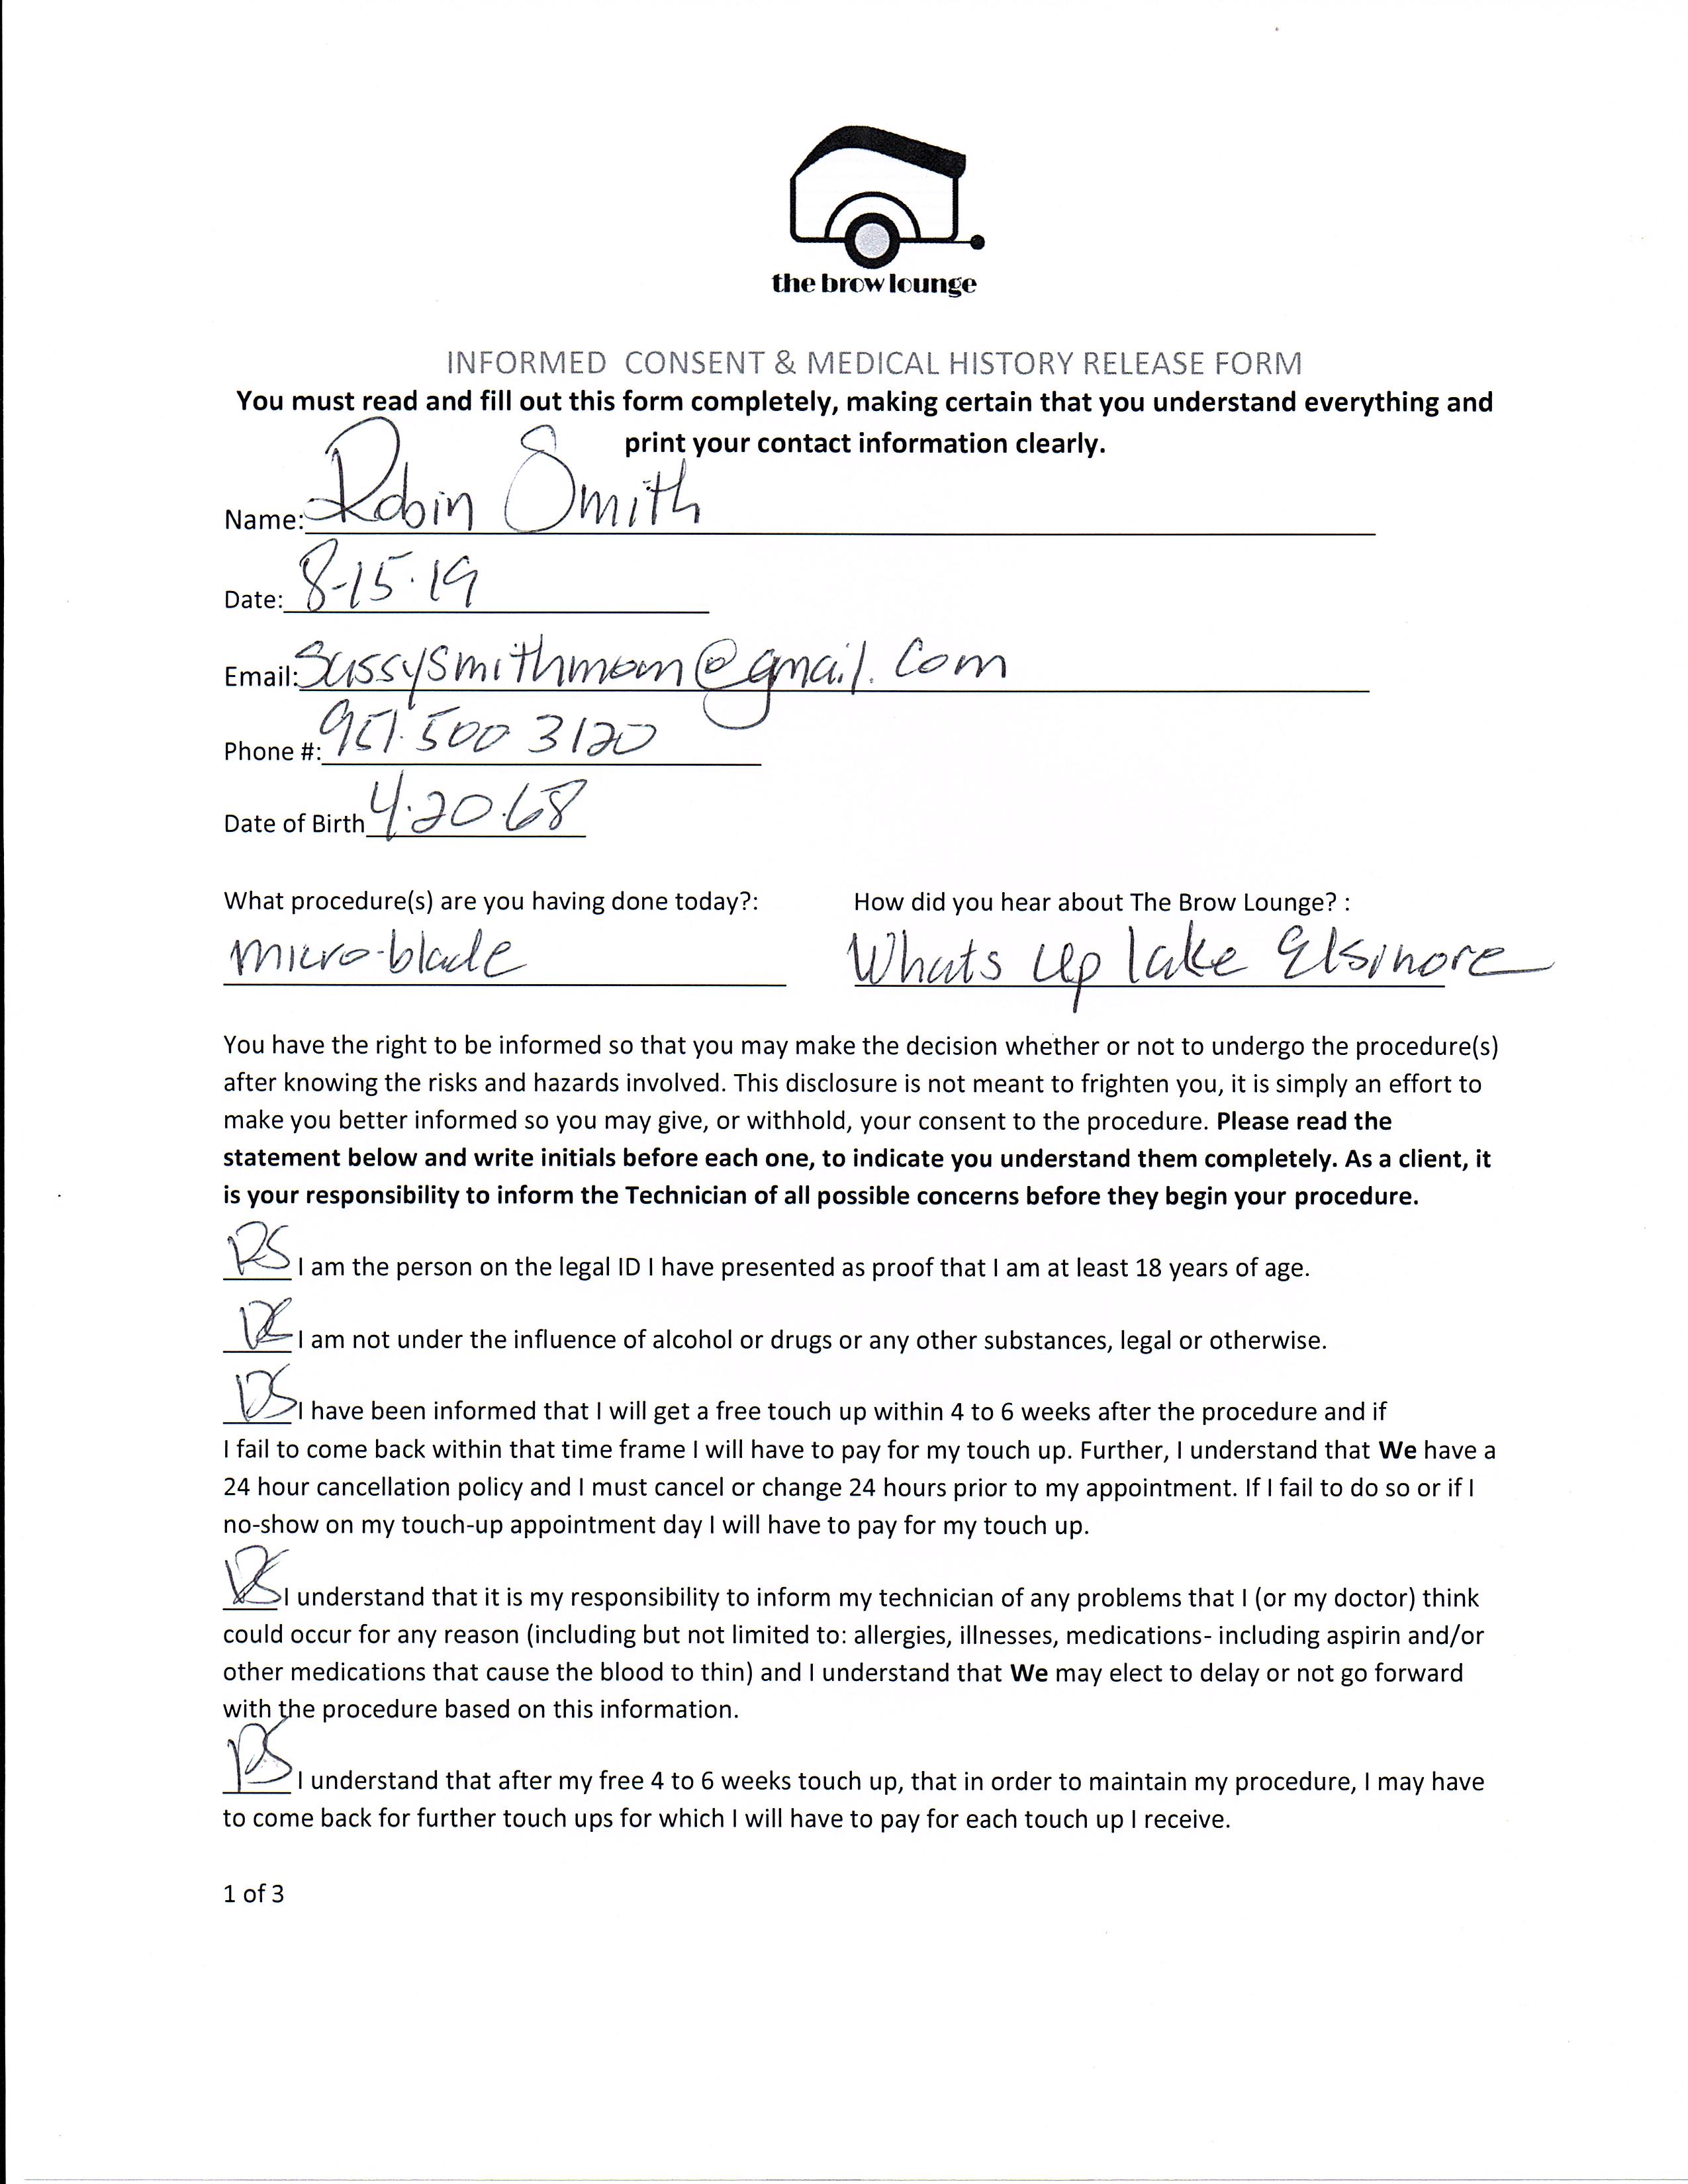 the brow lounge
INFORMED CONSENT & MEDICAL HISTORY RELEASE FORM
You must read and fill out this form completely, making certain that you understand everything and
print your contact information clearly.
Name: Robin Smith
Date: 8-15-19
Email: Sassysmithmom@gmail.com
Phone #: 951.500 3120
Date of Birth 4.20.68
What procedure(s) are you having done today?: How did you hear about The Brow Lounge? :
micro-blade Whats up lake Elsinore
You have the right to be informed so that you may make the decision whether or not to undergo the procedure(s)
after knowing the risks and hazards involved. This disclosure is not meant to frighten you, it is simply an effort to
make you better informed so you may give, or withhold, your consent to the procedure. Please read the
statement below and write initials before each one, to indicate you understand them completely. As a client, it
is your responsibility to inform the Technician of all possible concerns before they begin your procedure.
RS I am the person on the legal ID I have presented as proof that I am at least 18 years of age.
RS I am not under the influence of alcohol or drugs or any other substances, legal or otherwise.
RS I have been informed that I will get a free touch up within 4 to 6 weeks after the procedure and if
I fail to come back within that time frame I will have to pay for my touch up. Further, I understand that We have a
24 hour cancellation policy and I must cancel or change 24 hours prior to my appointment. If I fail to do so or if I
no-show on my touch-up appointment day I will have to pay for my touch up.
RS I understand that it is my responsibility to inform my technician of any problems that I (or my doctor) think
could occur for any reason (including but not limited to: allergies, illnesses, medications- including aspirin and/or
other medications that cause the blood to thin) and I understand that We may elect to delay or not go forward
with the procedure based on this information.
RS I understand that after my free 4 to 6 weeks touch up, that in order to maintain my procedure, I may have
to come back for further touch ups for which I will have to pay for each touch up I receive.
1 of 3